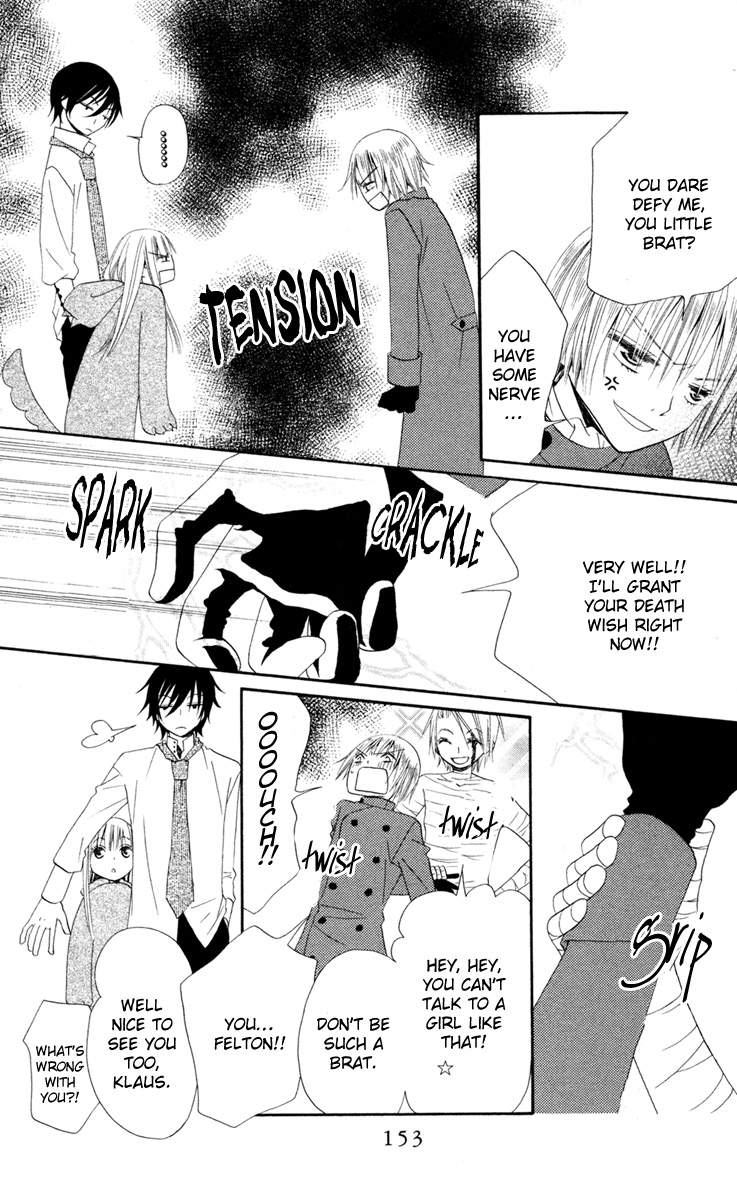 YOU DARE
DEFY ME,
YOU LITTLE
BRAT?
YOU
HAVE
SOME
NERVE
...
TENSION
......
VERY WELL!!
I'LL GRANT
YOUR DEATH
WISH RIGHT
NOW!!
CRACKLE
SPARK
grip
HEY, HEY,
YOU CAN'T
TALK TO A
GIRL LIKE
THAT!
☆
twist
twist
OOOOUCH!!
DON'T BE
SUCH A
BRAT.
YOU...
FELTON!!
WELL
NICE TO
SEE YOU
TOO,
KLAUS.
WHAT'S
WRONG
WITH
YOU?!
153